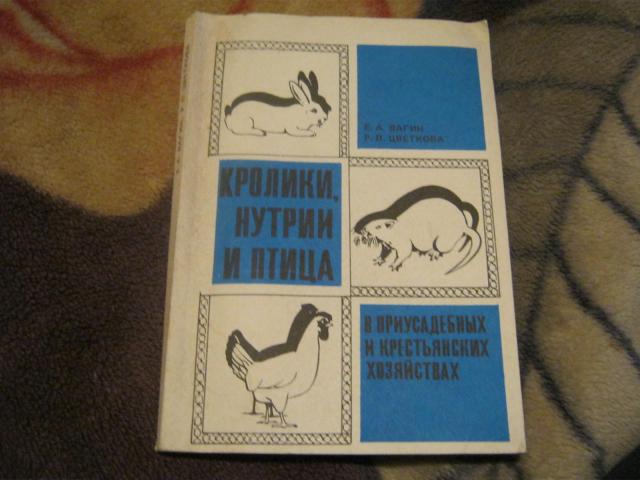 Е. А. ВАГИН
Р. П. ЦВЕТКОВА
КРОЛИКИ,
НУТРИИ
И ПТИЦА
В ПРИУСАДЕБНЫХ
И КРЕСТЬЯНСКИХ
ХОЗЯЙСТВАХ